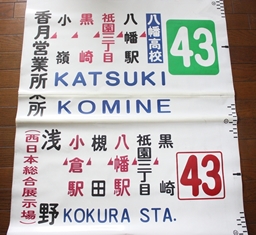 香月営業所
小嶺
黒崎
祇園三丁目
八幡駅
八幡高校
43
KATSUKI
KOMINE
浅野
(西日本総合展示場)
小倉駅
槻田
八幡駅
祇園三丁目
黒崎
43
KOKURA STA.